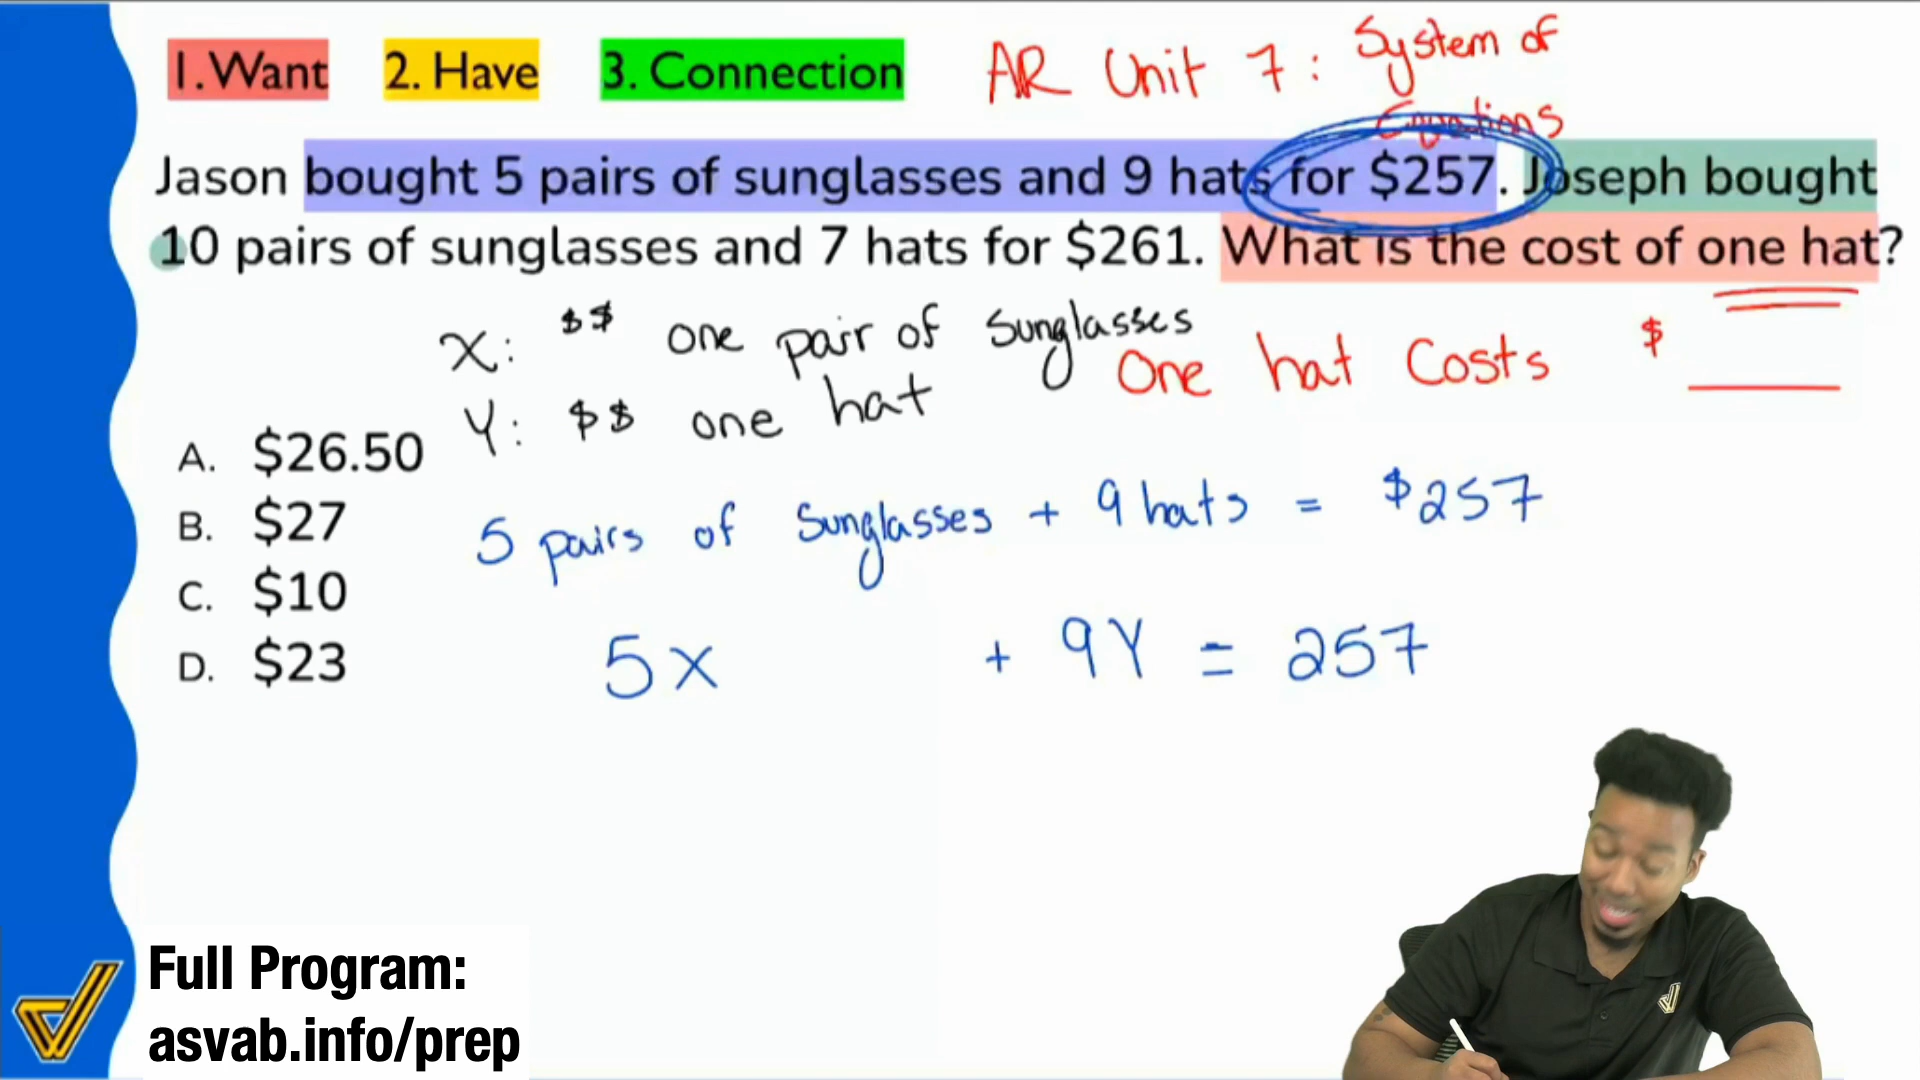 1. Want 2. Have 3. Connection AR Unit 7: System of
Equations
Jason bought 5 pairs of sunglasses and 9 hats for $257. Joseph bought
10 pairs of sunglasses and 7 hats for $261. What is the cost of one hat?
X: $$ one pair of Sunglasses
One hat Costs $
Y: $$ one hat
A. $26.50
B. $27
C. $10
D. $23
5 pairs of Sunglasses + 9 hats = $257
5x + 9Y = 257
Full Program:
asvab.info/prep